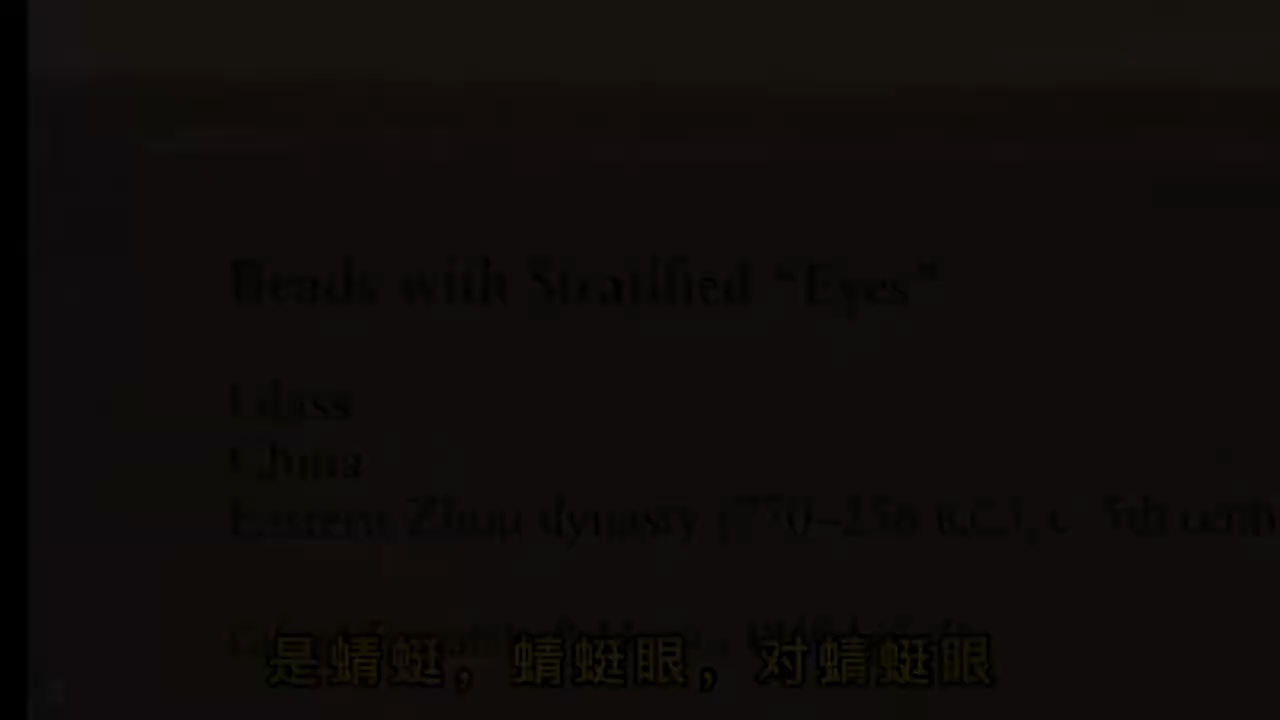 Beads with Stratified “Eyes”
Glass
China
Eastern Zhou dynasty (770–256 B.C.), c. 5th
是蜻蜓，蜻蜓眼，对蜻蜓眼